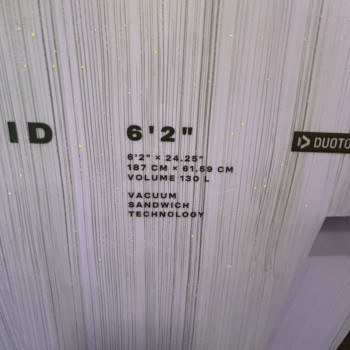 ID
6'2"
6'2" × 24.25"
187 CM × 61.59 CM
VOLUME 130 L
VACUUM
SANDWICH
TECHNOLOGY
DUOTO